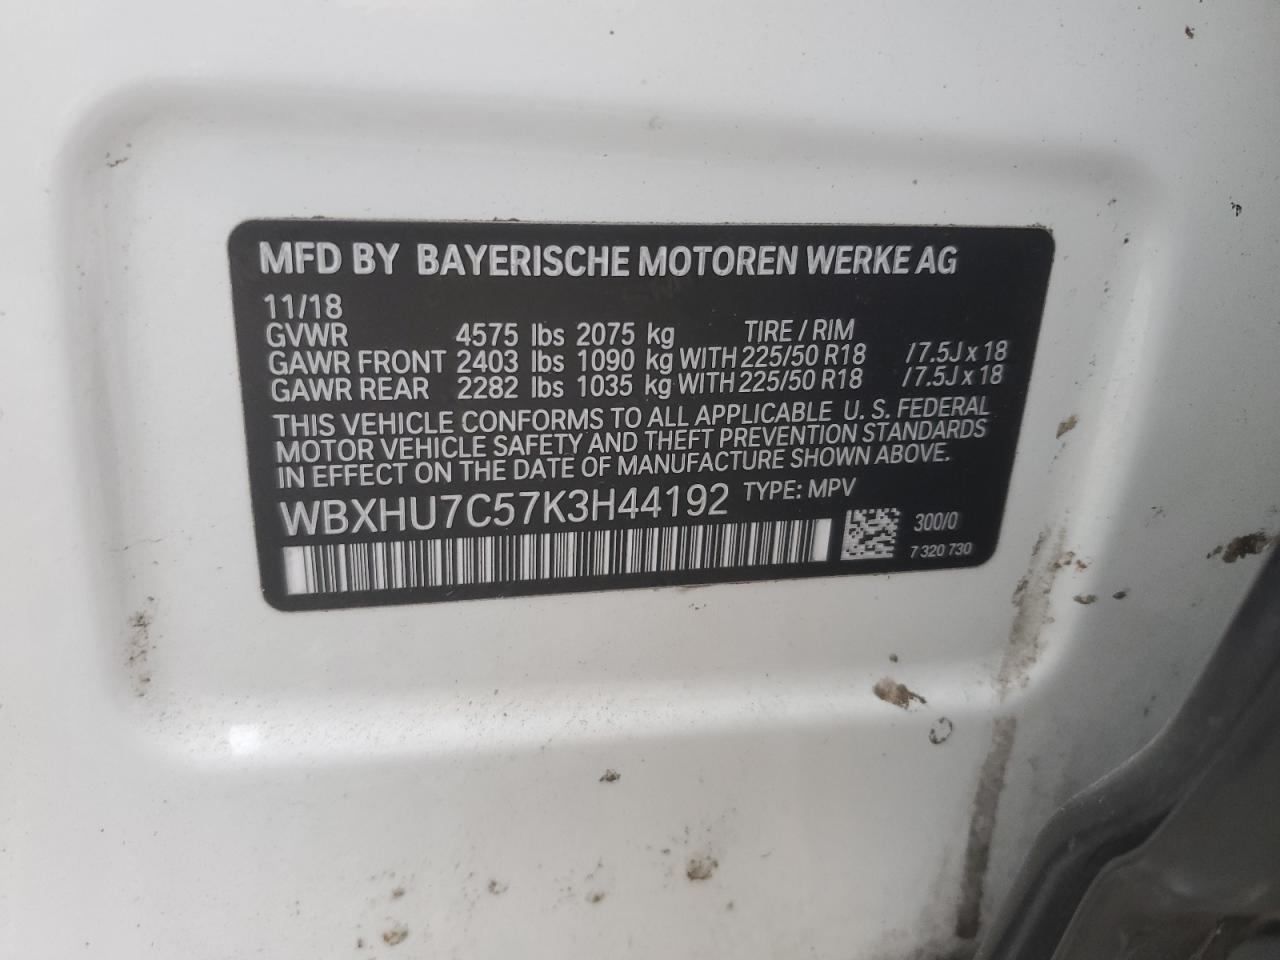 MFD BY BAYERISCHE MOTOREN WERKE AG
11/18
GVWR 4575 lbs 2075 kg TIRE / RIM
GAWR FRONT 2403 lbs 1090 kg WITH 225/50 R18 /7.5J x 18
GAWR REAR 2282 lbs 1035 kg WITH 225/50 R18 /7.5J x 18
THIS VEHICLE CONFORMS TO ALL APPLICABLE U. S. FEDERAL
MOTOR VEHICLE SAFETY AND THEFT PREVENTION STANDARDS
IN EFFECT ON THE DATE OF MANUFACTURE SHOWN ABOVE.
WBXHU7C57K3H44192 TYPE: MPV
300/0
7 320 730